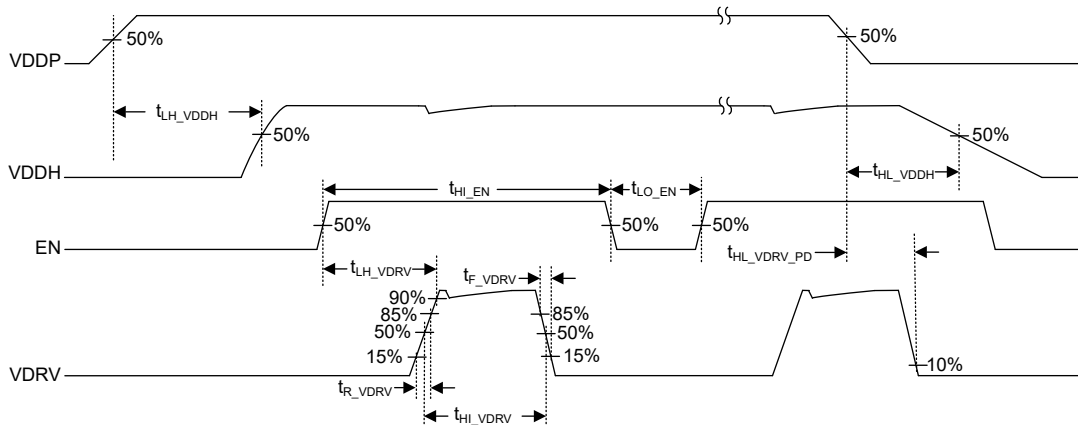 VDDP
50%
50%
tLH_VDDH
VDDH
50%
50%
tHL_VDDH
tHI_EN
tLO_EN
EN
50%
50%
50%
tHL_VDRV_PD
tLH_VDRV
tF_VDRV
90%
85%
50%
15%
85%
50%
15%
VDRV
10%
tR_VDRV
tHI_VDRV